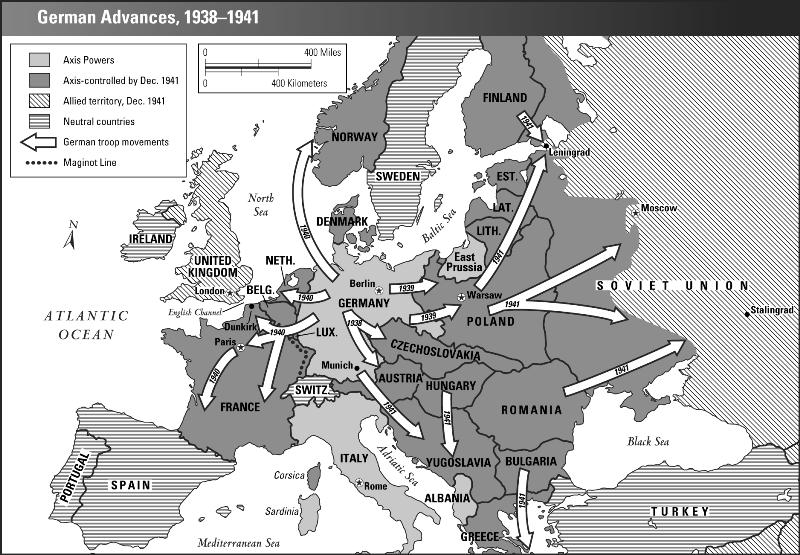 German Advances, 1938–1941
0 400 Miles
0 400 Kilometers
Axis Powers
Axis-controlled by Dec. 1941
Allied territory, Dec. 1941
Neutral countries
German troop movements
Maginot Line
FINLAND
1941
Leningrad
NORWAY
SWEDEN
EST.
North
Sea
LAT.
Moscow
N
DENMARK
Baltic Sea
LITH.
1940
IRELAND
UNITED
KINGDOM
NETH.
East
Prussia
1941
London
BELG.
Berlin
1939
Warsaw
SOVIET UNION
English Channel
1940
GERMANY
1941
ATLANTIC
OCEAN
Dunkirk
1940
LUX.
1938
1939
POLAND
Stalingrad
Paris
CZECHOSLOVAKIA
Munich
1940
SWITZ.
AUSTRIA
HUNGARY
1941
FRANCE
1941
1941
ROMANIA
Black Sea
ITALY
Adriatic Sea
YUGOSLAVIA
BULGARIA
PORTUGAL
SPAIN
Corsica
Rome
ALBANIA
1941
Sardinia
TURKEY
Mediterranean Sea
GREECE